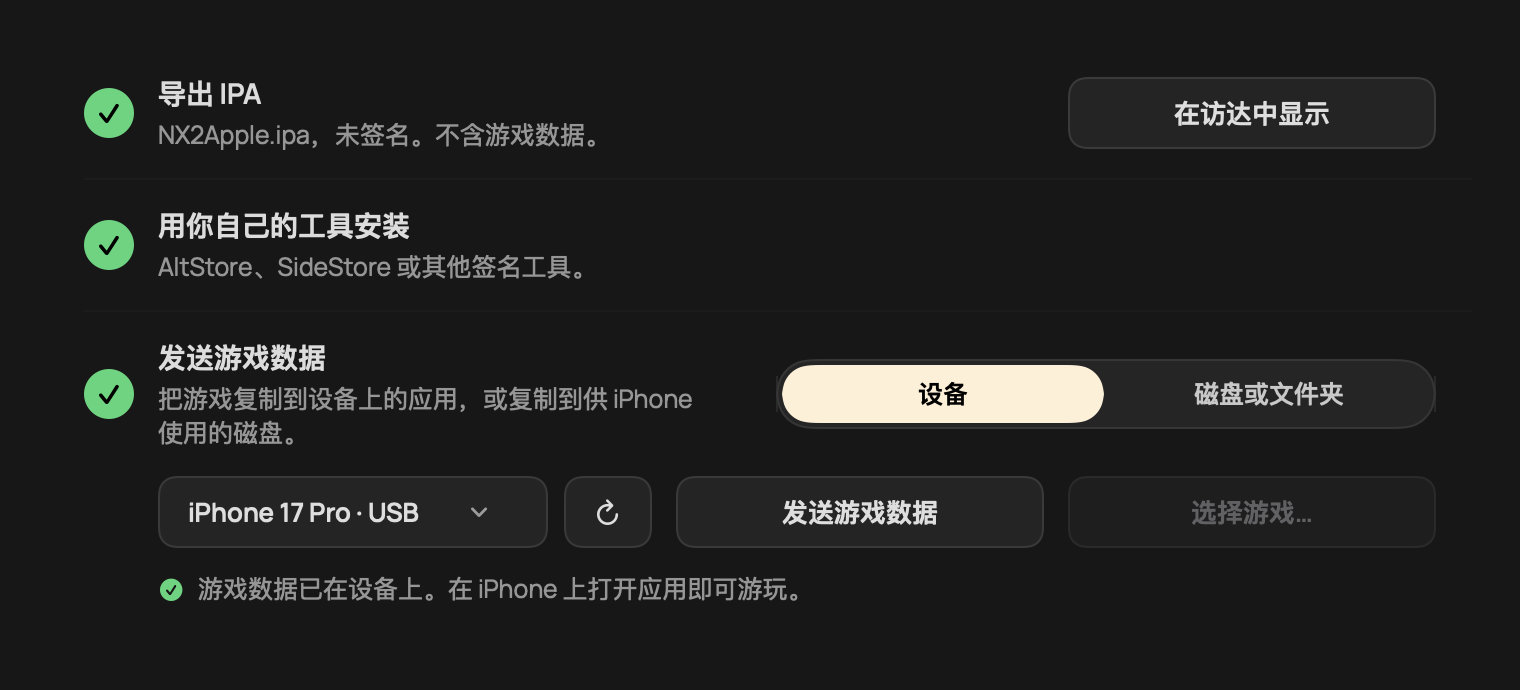 导出 IPA
NX2Apple.ipa，未签名。不含游戏数据。
在访达中显示
用你自己的工具安装
AltStore、SideStore 或其他签名工具。
发送游戏数据
把游戏复制到设备上的应用，或复制到供 iPhone
使用的磁盘。
设备
磁盘或文件夹
iPhone 17 Pro · USB
发送游戏数据
选择游戏...
游戏数据已在设备上。在 iPhone 上打开应用即可游玩。